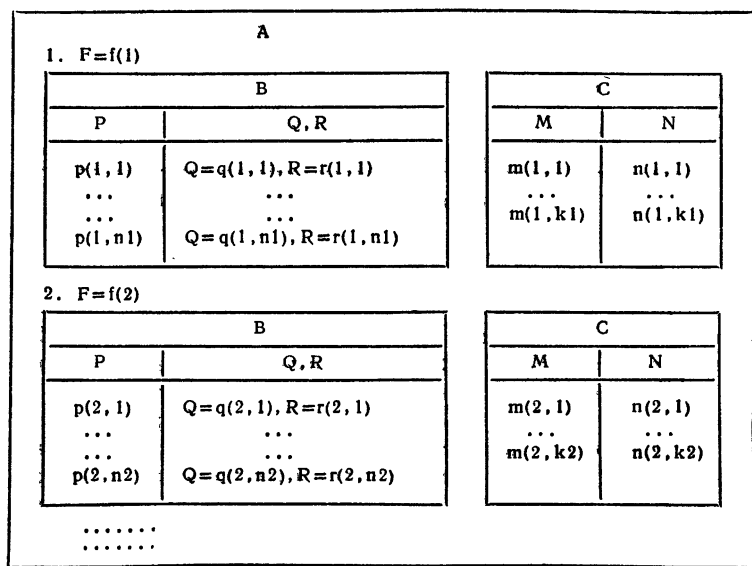 A
1. F=f(1)
B C
P Q,R M N
p(1,1) Q=q(1,1), R=r(1,1) m(1,1) n(1,1)
... ... ... ...
... ... m(1,k1) n(1,k1)
p(1,n1) Q=q(1,n1), R=r(1,n1)
2. F=f(2)
B C
P Q,R M N
p(2,1) Q=q(2,1), R=r(2,1) m(2,1) n(2,1)
... ... ... ...
... ... m(2,k2) n(2,k2)
p(2,n2) Q=q(2,n2), R=r(2,n2)
.......
.......